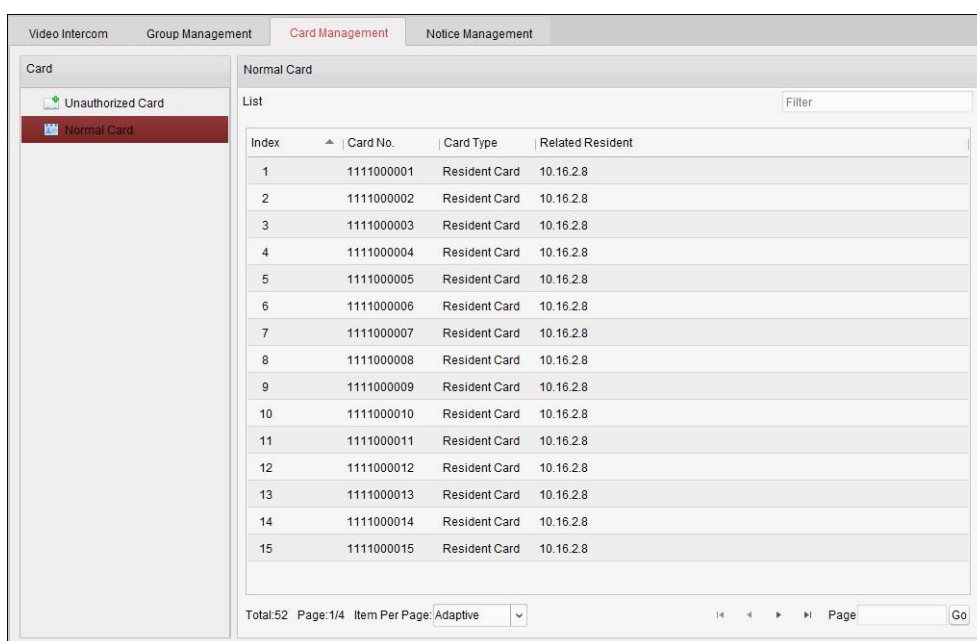 Video Intercom Group Management Card Management Notice Management
Card
Unauthorized Card
Normal Card
Normal Card
List Filter
Index Card No. Card Type Related Resident
1 1111000001 Resident Card 10.16.2.8
2 1111000002 Resident Card 10.16.2.8
3 1111000003 Resident Card 10.16.2.8
4 1111000004 Resident Card 10.16.2.8
5 1111000005 Resident Card 10.16.2.8
6 1111000006 Resident Card 10.16.2.8
7 1111000007 Resident Card 10.16.2.8
8 1111000008 Resident Card 10.16.2.8
9 1111000009 Resident Card 10.16.2.8
10 1111000010 Resident Card 10.16.2.8
11 1111000011 Resident Card 10.16.2.8
12 1111000012 Resident Card 10.16.2.8
13 1111000013 Resident Card 10.16.2.8
14 1111000014 Resident Card 10.16.2.8
15 1111000015 Resident Card 10.16.2.8
Total:52 Page:1/4 Item Per Page: Adaptive Page Go